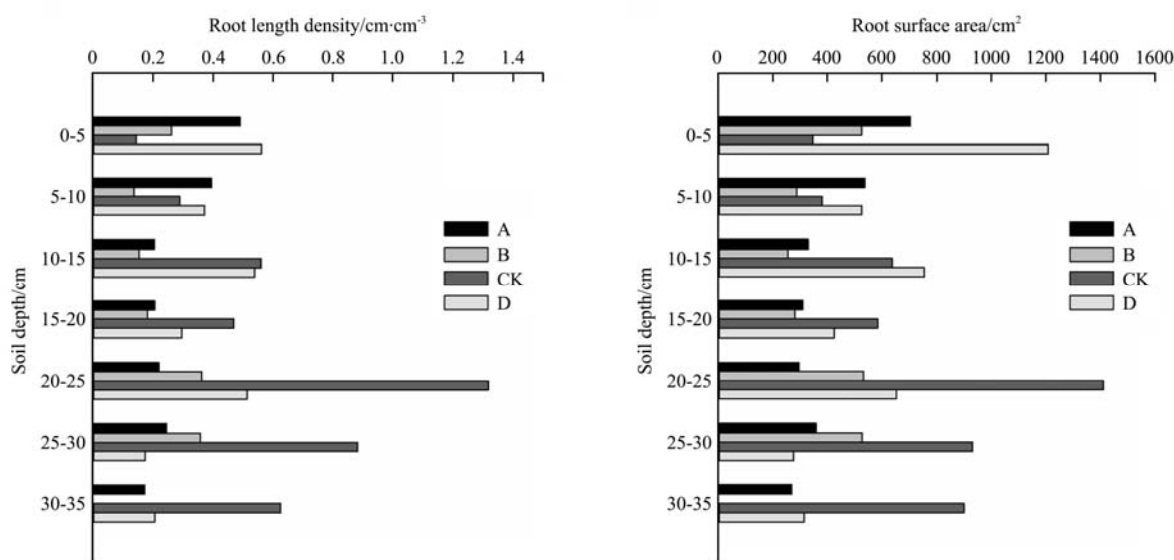 Root length density/cm·cm⁻³
0 0.2 0.4 0.6 0.8 1.0 1.2 1.4
Soil depth/cm
0-5
5-10
10-15
15-20
20-25
25-30
30-35
A
B
CK
D
Root surface area/cm²
0 200 400 600 800 1000 1200 1400 1600
Soil depth/cm
0-5
5-10
10-15
15-20
20-25
25-30
30-35
A
B
CK
D